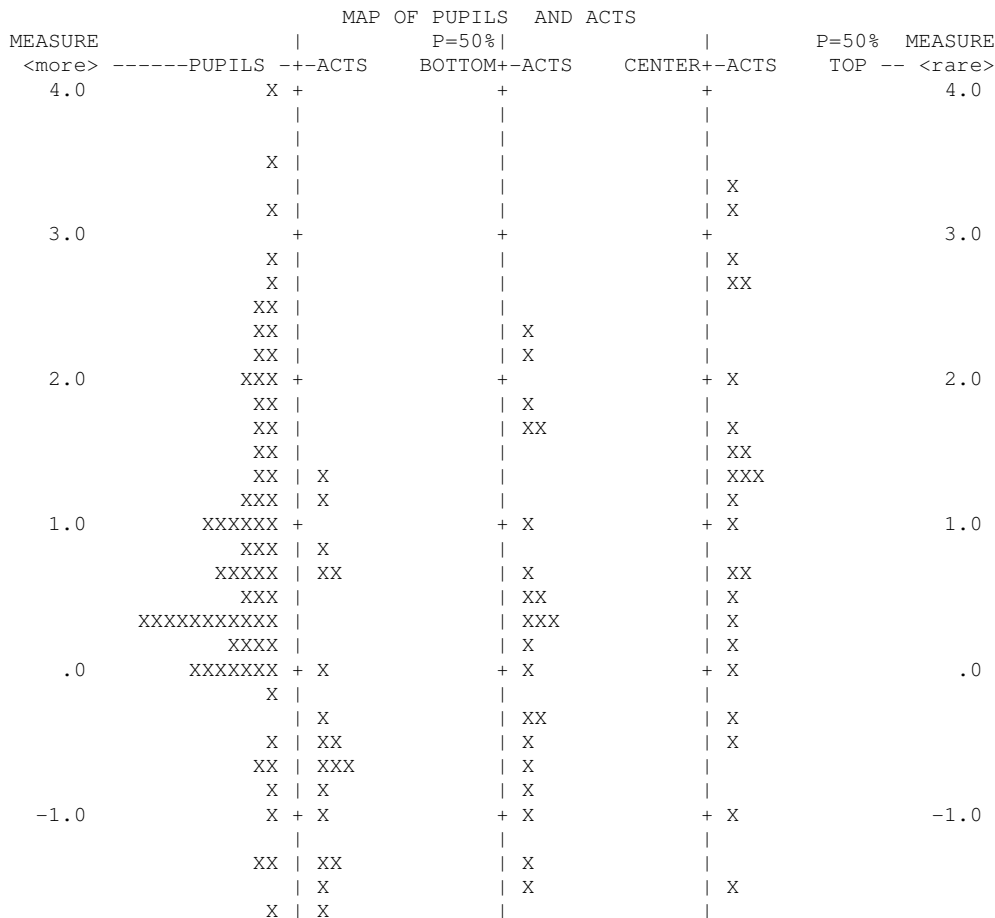 MAP OF PUPILS  AND ACTS
MEASURE                       |          P=50%|               |        P=50%  MEASURE
<more> ------PUPILS -+-ACTS    BOTTOM+-ACTS    CENTER+-ACTS    TOP -- <rare>
4.0              X +               +               +                  4.0
                   |               |               |
                   |               |               |
                 X |               |               |
                   |               |               | X
                 X |               |               | X
3.0                +               +               +                  3.0
                 X |               |               | X
                 X |               |               | XX
                XX |               |               |
                XX |               | X             |
                XX |               | X             |
2.0            XXX +               +               + X                2.0
                XX |               | X             |
                XX |               | XX            | X
                XX |               |               | XX
                XX | X             |               | XXX
               XXX | X             |               | X
1.0         XXXXXX +               + X             + X                1.0
               XXX | X             |               |
             XXXXX | XX            | X             | XX
               XXX |               | XX            | X
       XXXXXXXXXXX |               | XXX           | X
              XXXX |               | X             | X
.0         XXXXXXX + X             + X             + X                 .0
                 X |               |               |
                   | X             | XX            | X
                 X | XX            | X             | X
                XX | XXX           | X             |
                 X | X             | X             |
-1.0             X + X             + X             + X               -1.0
                   |               |               |
                XX | XX            | X             |
                   | X             | X             | X
                 X | X             |               |